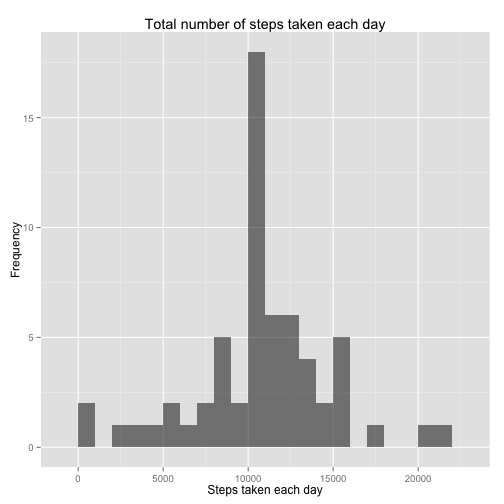 Total number of steps taken each day
15
10
5
0
Frequency
0 5000 10000 15000 20000
Steps taken each day